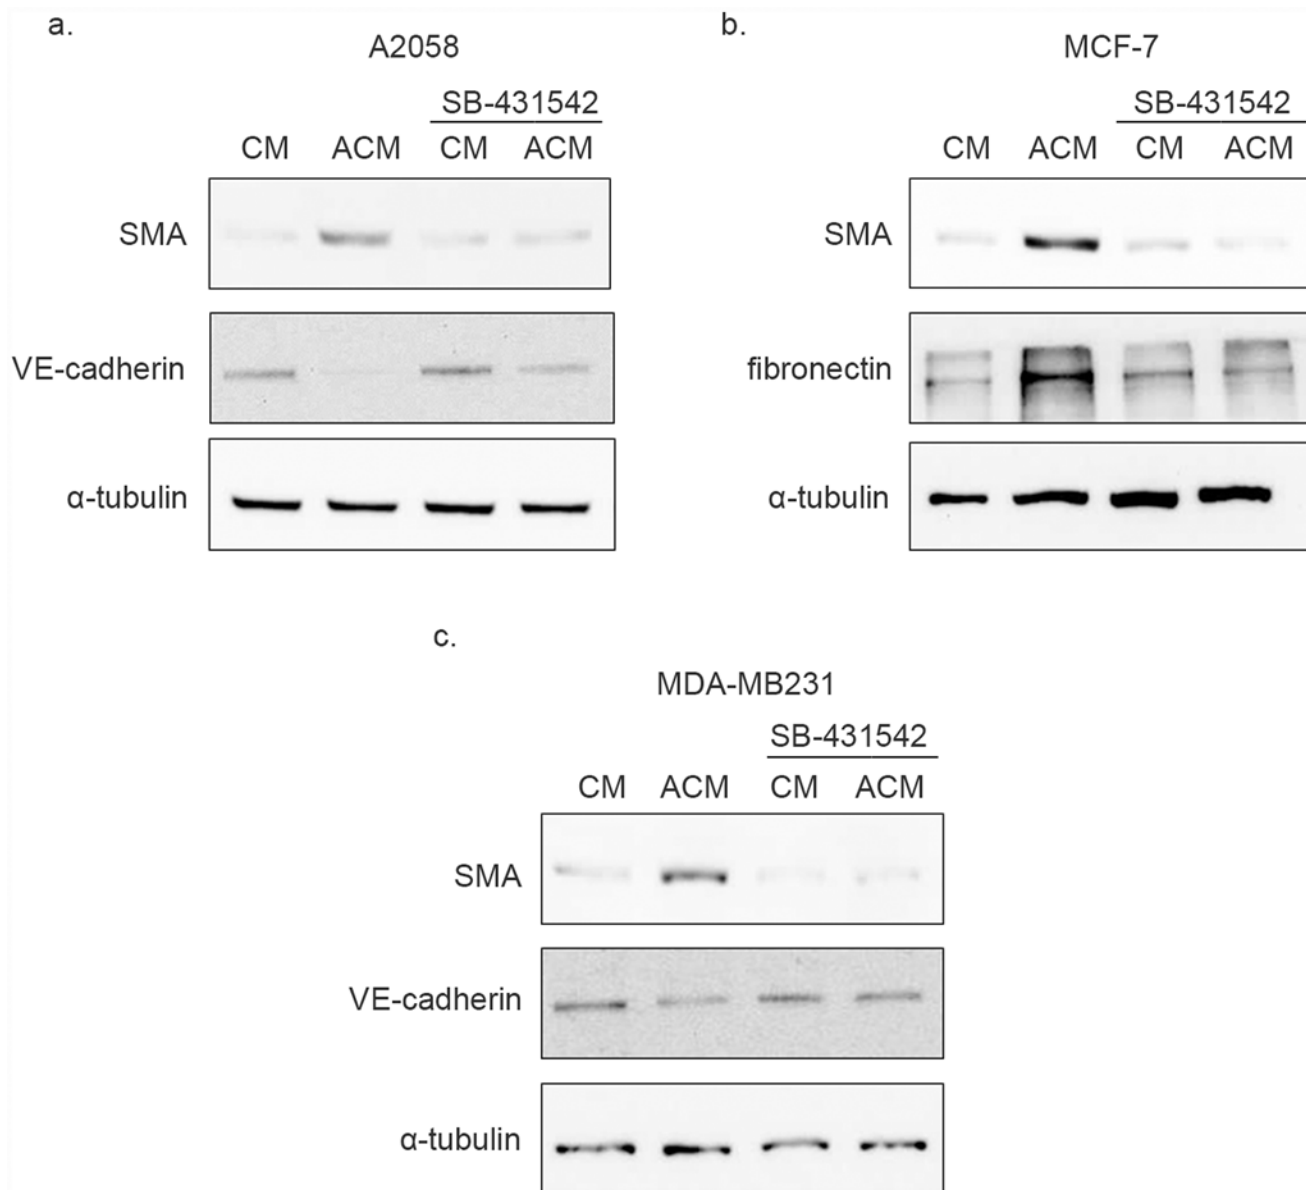 a.
A2058
SB-431542
CM ACM CM ACM
SMA
VE-cadherin
α-tubulin
b.
MCF-7
SB-431542
CM ACM CM ACM
SMA
fibronectin
α-tubulin
c.
MDA-MB231
SB-431542
CM ACM CM ACM
SMA
VE-cadherin
α-tubulin